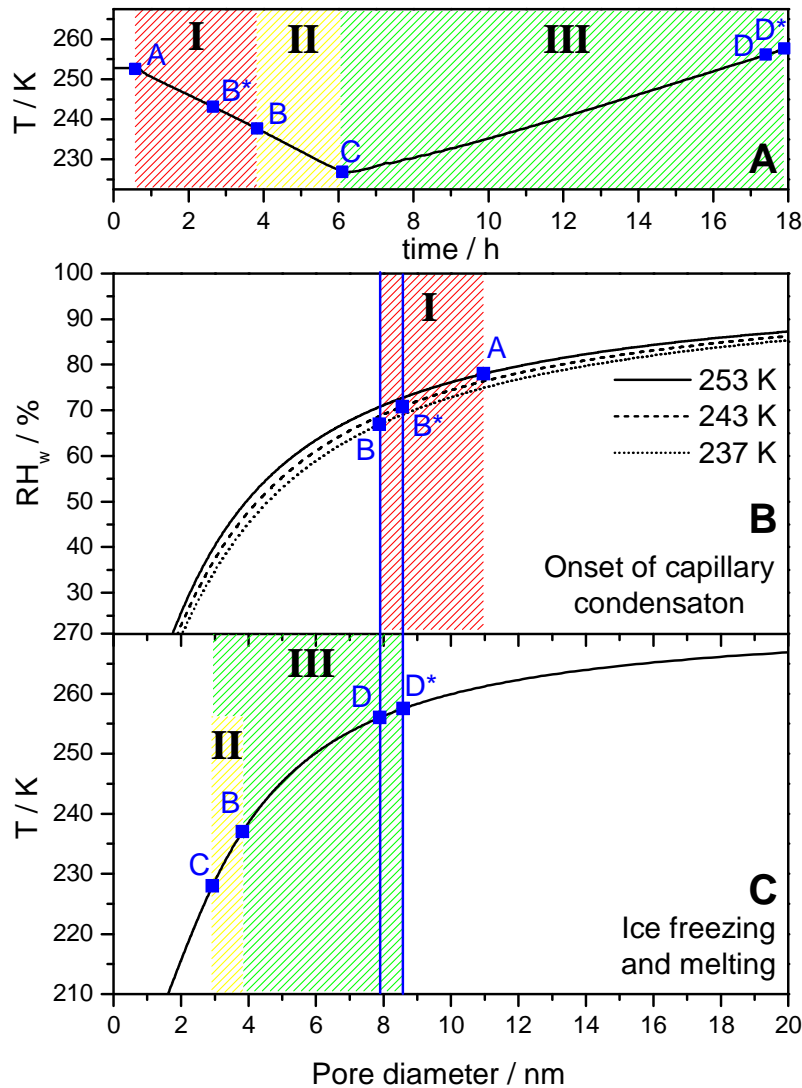 I II III
D D*
A
B*
B
C
A
260
250
240
230
T / K
0 2 4 6 8 10 12 14 16 18
time / h
100
90
80
70
60
50
40
30
RH_w / %
I
A
B*
B
253 K
243 K
237 K
B
Onset of capillary
condensaton
270
260
250
240
230
220
210
T / K
III
D D*
II
B
C
C
Ice freezing
and melting
0 2 4 6 8 10 12 14 16 18 20
Pore diameter / nm